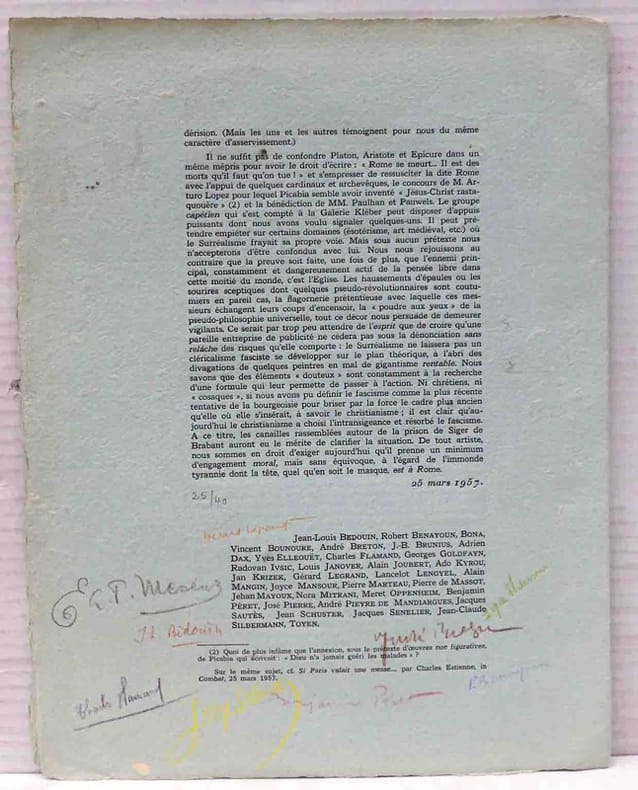 dérision. (Mais les uns et les autres témoignent pour nous du même
caractère d'asservissement.)
Il ne suffit pas de confondre Platon, Aristote et Epicure dans un
même mépris pour avoir le droit d'écrire : « Rome se meurt... Il est des
morts qu'il faut qu'on tue ! » et s'empresser de ressusciter la dite Rome
avec l'appui de quelques cardinaux et archevêques, le concours de M. Ar-
turo Lopez pour lequel Picabia semble avoir inventé « Jésus-Christ rasta-
quouère » (2) et la bénédiction de MM. Paulhan et Pauwels. Le groupe
capétien qui s'est compté à la Galerie Kléber peut disposer d'appuis
puissants dont nous avons voulu signaler quelques-uns. Il peut pré-
tendre empiéter sur certains domaines (ésotérisme, art médiéval, etc.) où
le Surréalisme frayait sa propre voie. Mais sous aucun prétexte nous
n'accepterons d'être confondus avec lui. Nous nous réjouissons au
contraire que la preuve soit faite, une fois de plus, que l'ennemi prin-
cipal, constamment et dangereusement actif de la pensée libre dans
cette moitié du monde, c'est l'Eglise. Les haussements d'épaules ou les
sourires sceptiques dont quelques pseudo-révolutionnaires sont coutu-
miers en pareil cas, la flagornerie prétentieuse avec laquelle ces mes-
sieurs échangent leurs coups d'encensoir, la « poudre aux yeux » de la
pseudo-philosophie universelle, tout ce décor nous persuade de demeurer
vigilants. Ce serait par trop peu attendre de l'esprit que de croire qu'une
pareille entreprise de publicité ne cédera pas sous la dénonciation sans
relâche des risques qu'elle comporte : le Surréalisme ne laissera pas un
cléricalisme fasciste se développer sur le plan théorique, à l'abri des
divagations de quelques peintres en mal de gigantisme rentable. Nous
savons que des éléments « douteux » sont constamment à la recherche
d'une formule qui leur permette de passer à l'action. Ni chrétiens, ni
« cosaques », si nous avons pu définir le fascisme comme la plus récente
tentative de la bourgeoisie pour briser par la force le cadre plus ancien
qu'elle où elle s'insérait, à savoir le christianisme ; il est clair qu'au-
jourd'hui le christianisme a choisi l'intransigeance et résorbé le fascisme.
A ce titre, les canailles rassemblées autour de la prison de Siger de
Brabant auront eu le mérite de clarifier la situation. De tout artiste,
nous sommes en droit d'exiger aujourd'hui qu'il prenne un minimum
d'engagement moral, mais sans équivoque, à l'égard de l'immonde
tyrannie dont la tête, quel qu'en soit le masque, est à Rome.
25 mars 1957.
25/40
Gérard Legrand
Jean-Louis BEDOUIN, Robert BENAYOUN, BONA,
Vincent BOUNOURE, André BRETON, J.-B. BRUNIUS, Adrien
DAX, Yves ELLEOUËT, Charles FLAMAND, Georges GOLDFAYN,
Radovan IVSIC, Louis JANOVER, Alain JOUBERT, Ado KYROU,
Jan KRIZEK, Gérard LEGRAND, Lancelot LENGYEL, Alain
MANGIN, Joyce MANSOUR, Pierre MARTEAU, Pierre de MASSOT,
Jehan MAYOUX, Nora MITRANI, Meret OPPENHEIM, Benjamin
PÉRET, José PIERRE, André PIEYRE DE MANDIARGUES, Jacques
SAUTÈS, Jean SCHUSTER, Jacques SENELIER, Jean-Claude
SILBERMANN, TOYEN.
E.L.T. Mesens
J L Bédouin
André Breton
(2) Quoi de plus infâme que l'annexion, sous le prétexte d'œuvres non figuratives,
de Picabia qui écrivait : « Dieu n'a jamais guéri les malades » ?
Sur le même sujet, cf. Si Paris valait une messe... par Charles Estienne, in
Combat, 25 mars 1957.
Charles Flamand
Benjamin Péret